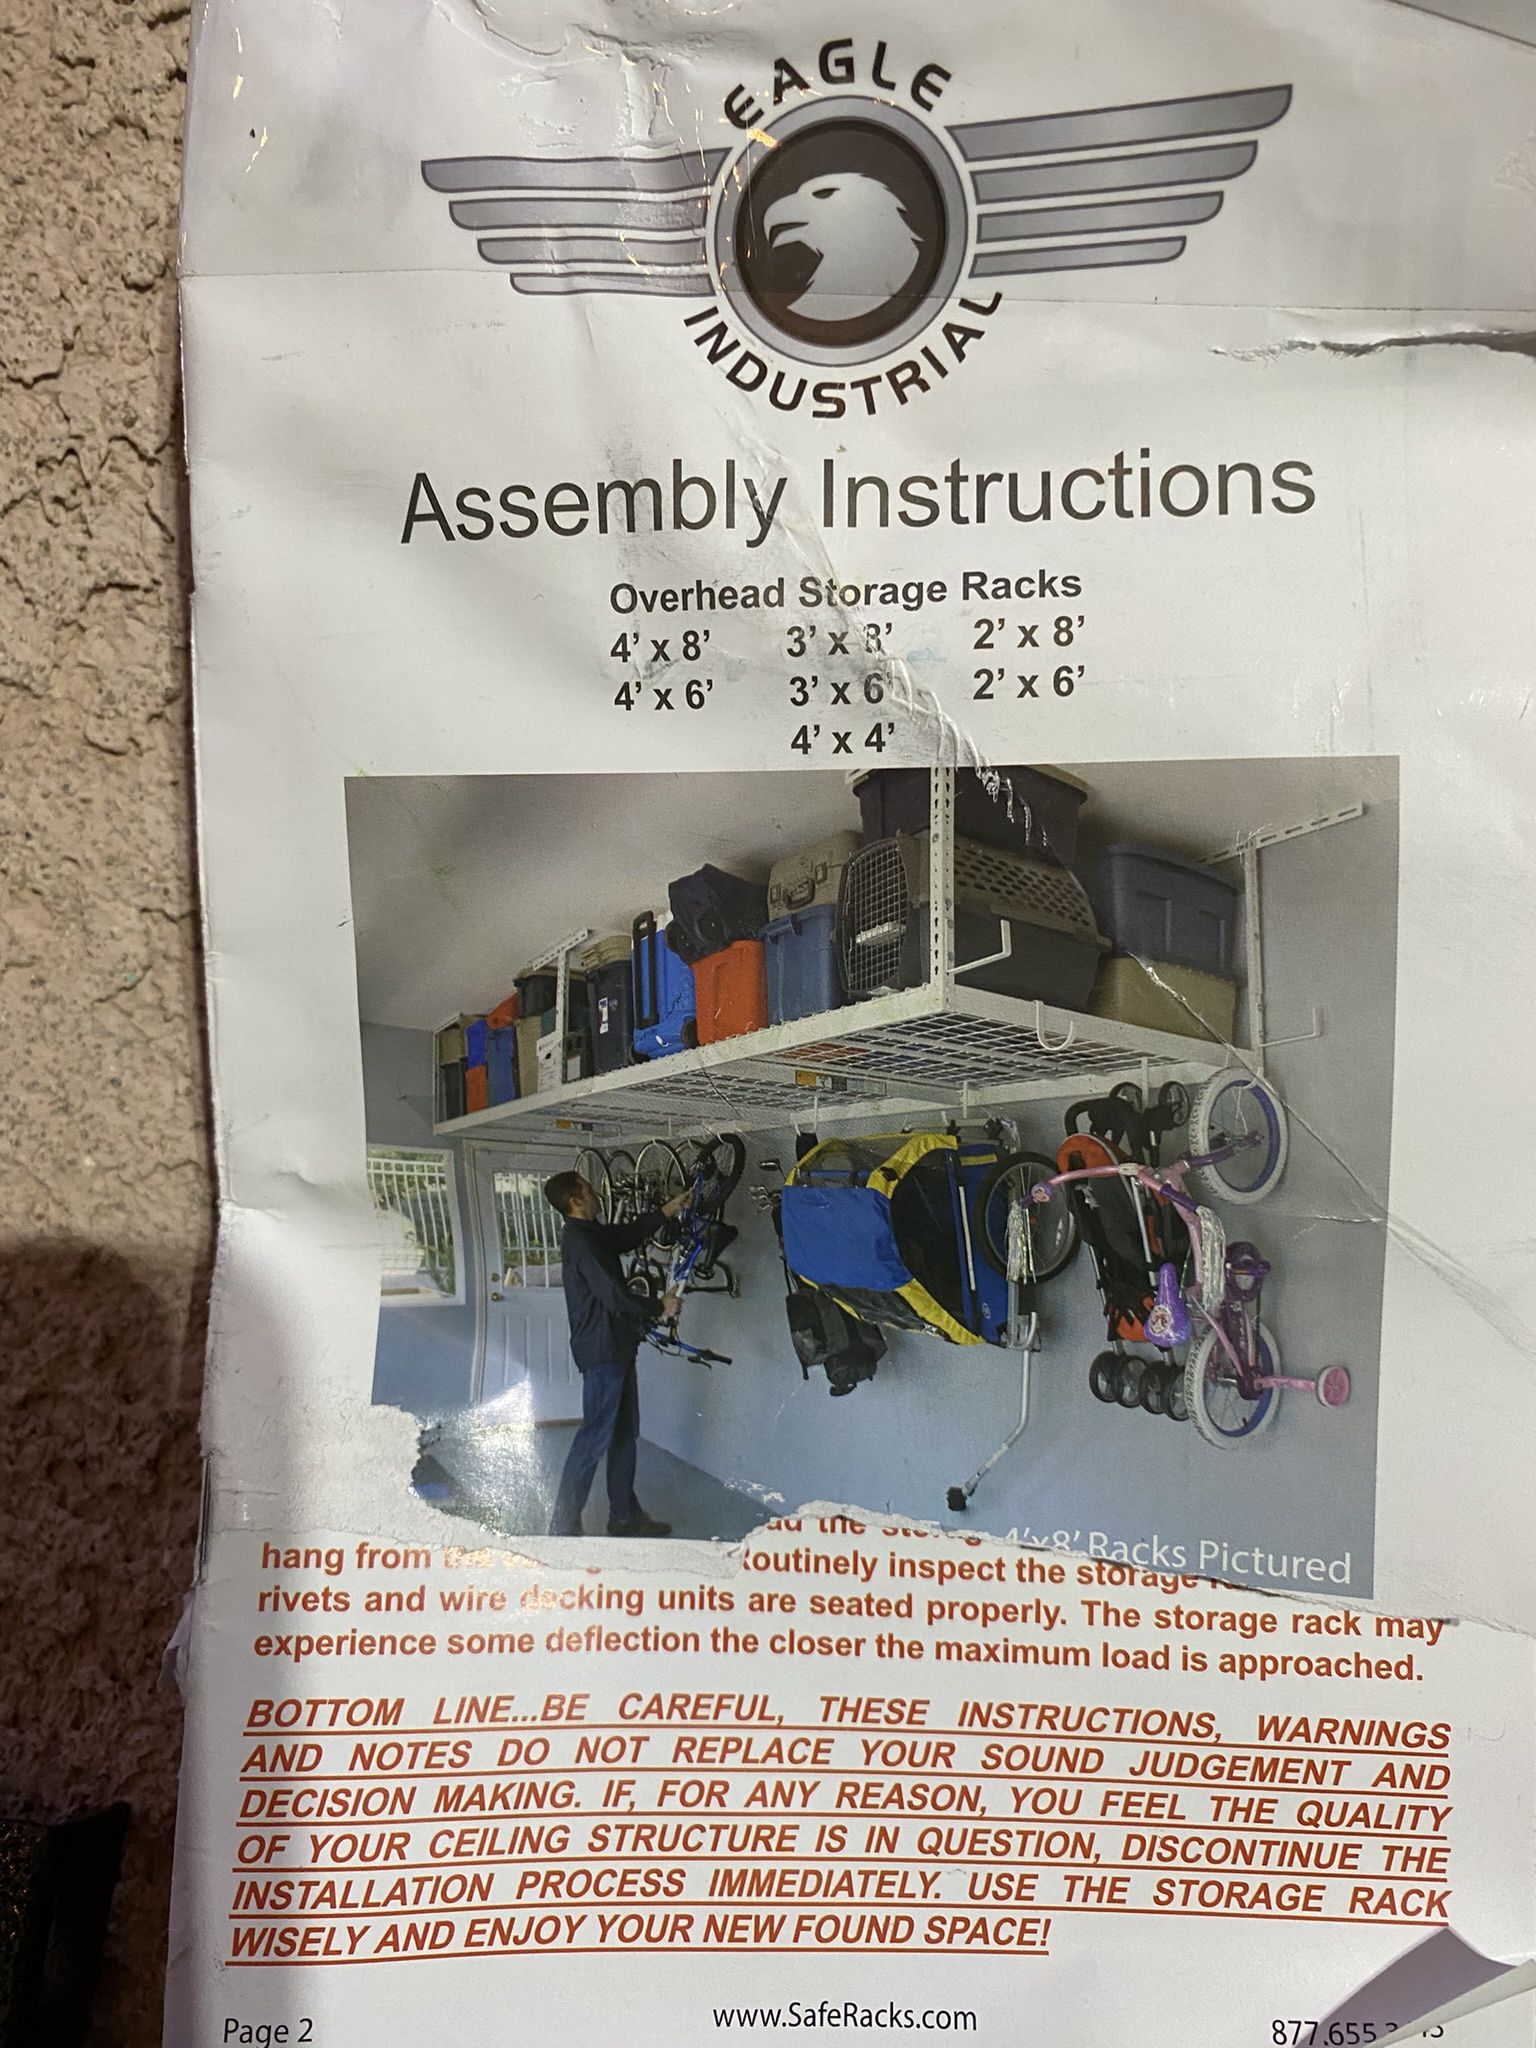 EAGLE
INDUSTRIAL
Assembly Instructions
Overhead Storage Racks
4' x 8' 3' x 8' 2' x 8'
4' x 6' 3' x 6' 2' x 6'
4' x 4'
4'x8' Racks Pictured
the
hang from the inspect the storage
rivets and wire decking units are seated properly. The storage rack may
experience some deflection the closer the maximum load is approached.
BOTTOM LINE...BE CAREFUL, THESE INSTRUCTIONS, WARNINGS
AND NOTES DO NOT REPLACE YOUR SOUND JUDGEMENT AND
DECISION MAKING. IF, FOR ANY REASON, YOU FEEL THE QUALITY
OF YOUR CEILING STRUCTURE IS IN QUESTION, DISCONTINUE THE
INSTALLATION PROCESS IMMEDIATELY. USE THE STORAGE RACK
WISELY AND ENJOY YOUR NEW FOUND SPACE!
Page 2 www.SafeRacks.com 877.655